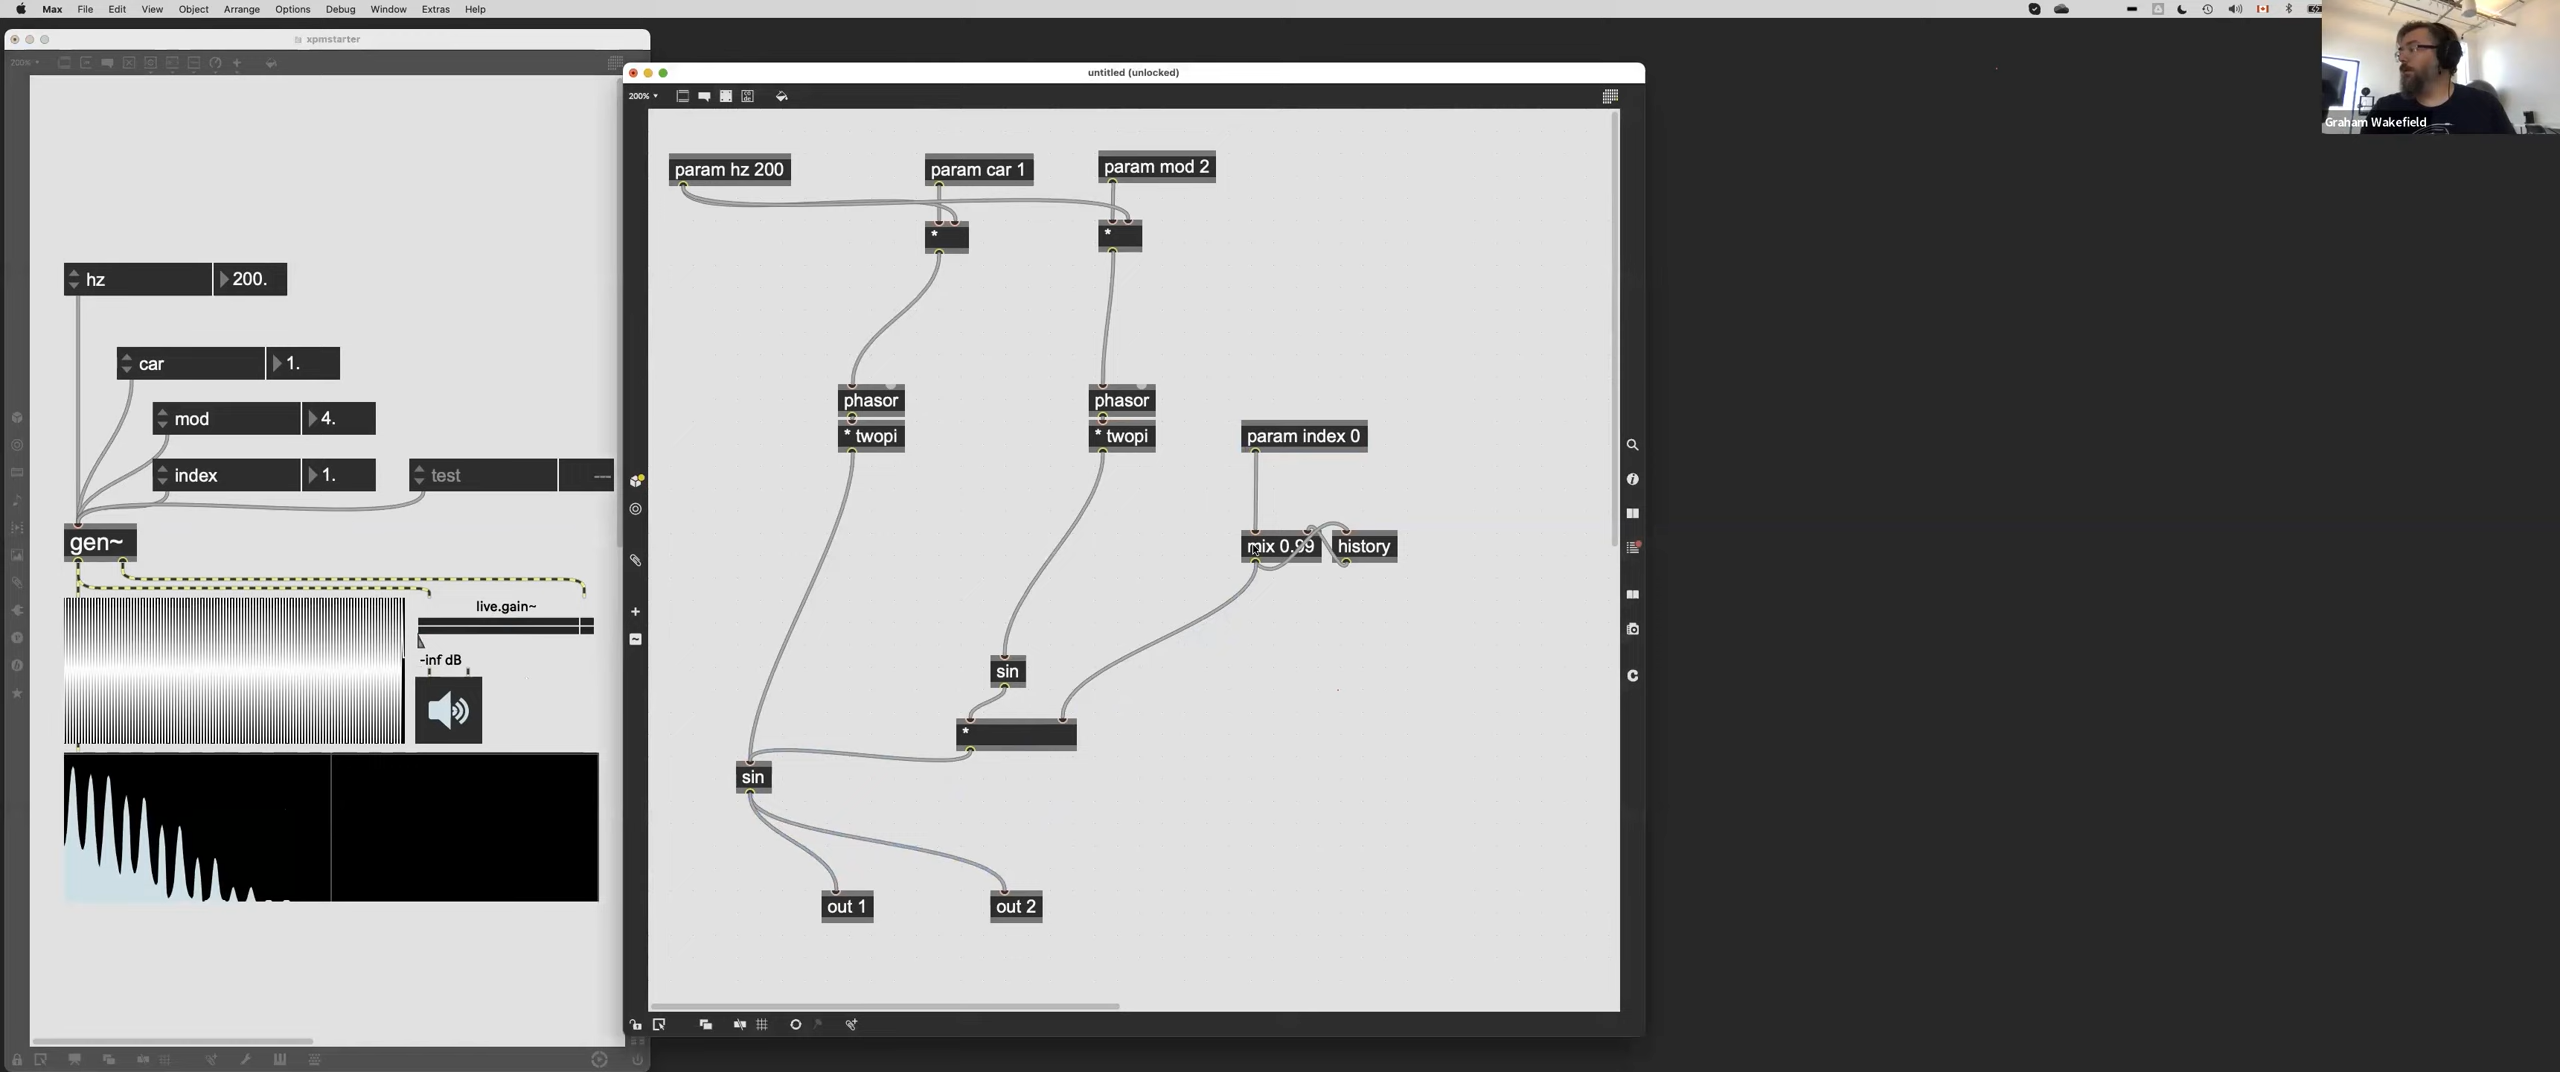 Max File Edit View Object Arrange Options Debug Window Extras Help
xpmstarter
200%
hz 200.
car 1.
mod 4.
index 1.
test
gen~
live.gain~
-inf dB
untitled (unlocked)
200%
param hz 200
param car 1
param mod 2
*
*
phasor
phasor
* twopi
* twopi
param index 0
mix 0.99
history
sin
*
sin
out 1
out 2
Graham Wakefield